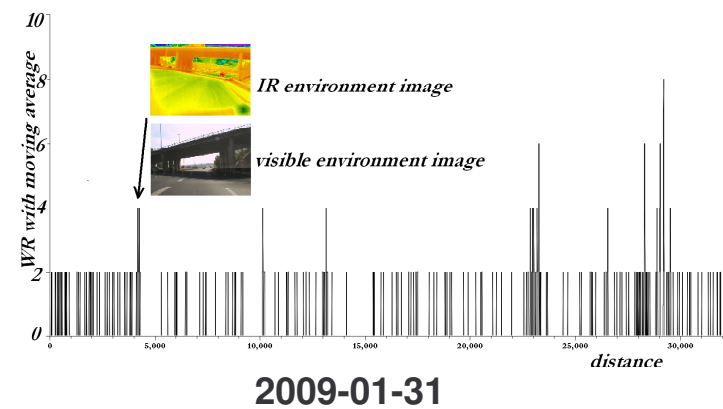 10
8
6
4
2
0
WR with moving average
IR environment image
visible environment image
0 5,000 10,000 15,000 20,000 25,000 30,000
distance
2009-01-31